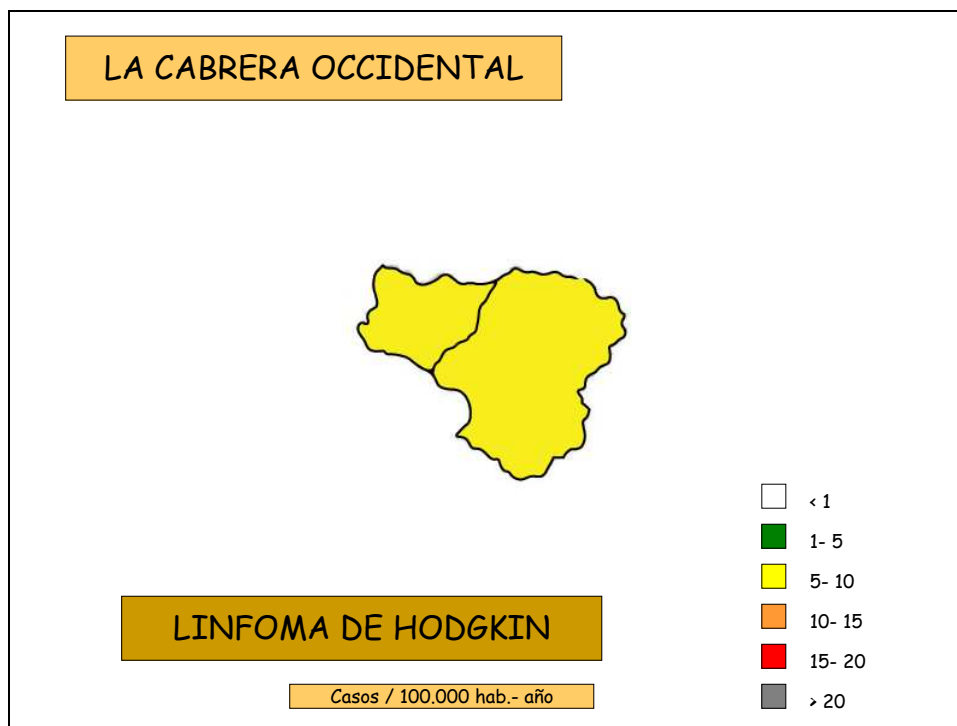 LA CABRERA OCCIDENTAL
< 1
1- 5
5- 10
10- 15
15- 20
> 20
LINFOMA DE HODGKIN
Casos / 100.000 hab.- año